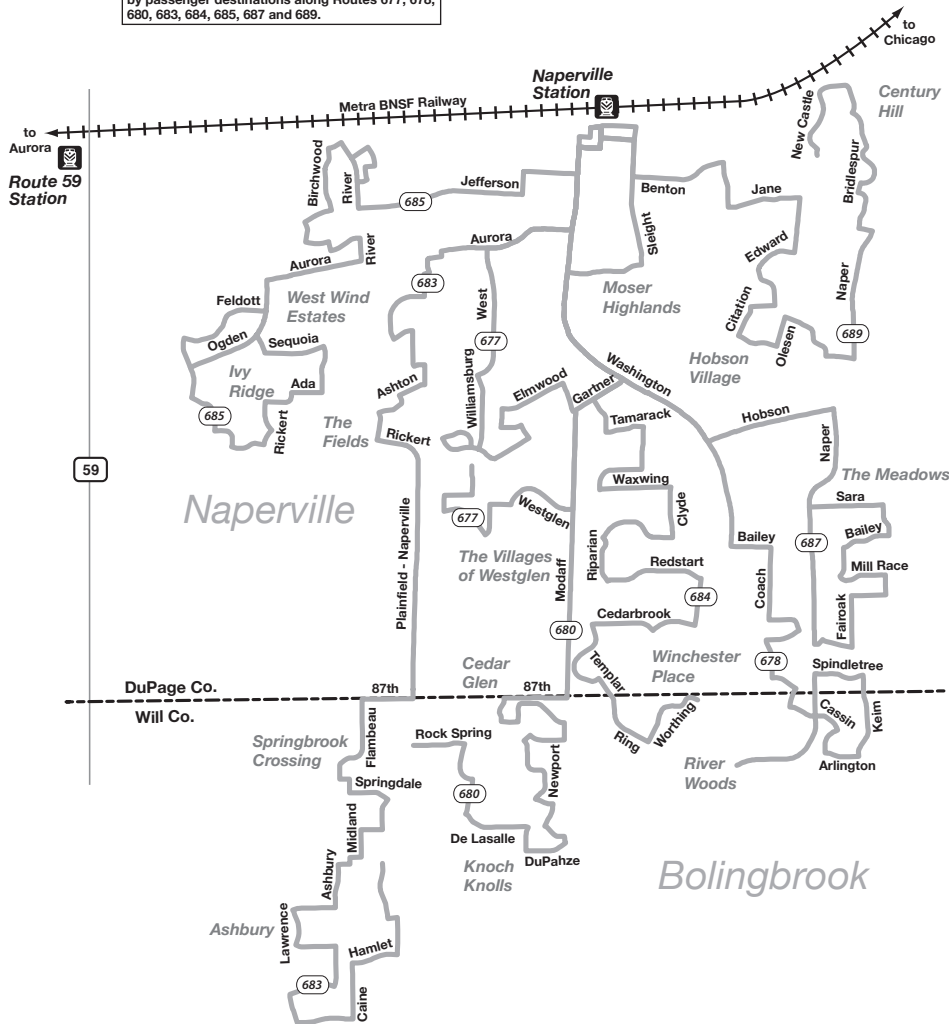 by passenger destinations along Routes 677, 678,
680, 683, 684, 685, 687 and 689.
to
Chicago
Naperville
Station
Metra BNSF Railway
to
Aurora
Route 59
Station
Century
Hill
New Castle
Bridlespur
Birchwood
River
Jefferson
685
Benton
Jane
Sleight
Edward
Aurora
River
Aurora
683
West
677
West Wind
Estates
Feldott
Ogden
Sequoia
Ivy
Ridge
Ada
Rickert
685
Moser
Highlands
Citation
Olesen
Naper
689
Hobson
Village
Washington
Gartner
Elmwood
Williamsburg
Ashton
The
Fields
Rickert
Tamarack
Hobson
Naper
The Meadows
Sara
Bailey
Mill Race
Fairoak
687
59
Naperville
Waxwing
Clyde
677
Westglen
The Villages
of Westglen
Riparian
Redstart
684
Bailey
Coach
Plainfield - Naperville
Modaff
680
Cedarbrook
Templar
Winchester
Place
678
Spindletree
Cedar
Glen
87th
87th
DuPage Co.
Will Co.
Ring
Worthing
Cassin
Keim
Arlington
River
Woods
Springbrook
Crossing
Flambeau
Rock Spring
Newport
Springdale
680
Midland
De Lasalle
DuPahze
Knoch
Knolls
Bolingbrook
Ashbury
Ashbury
Lawrence
Hamlet
683
Caine